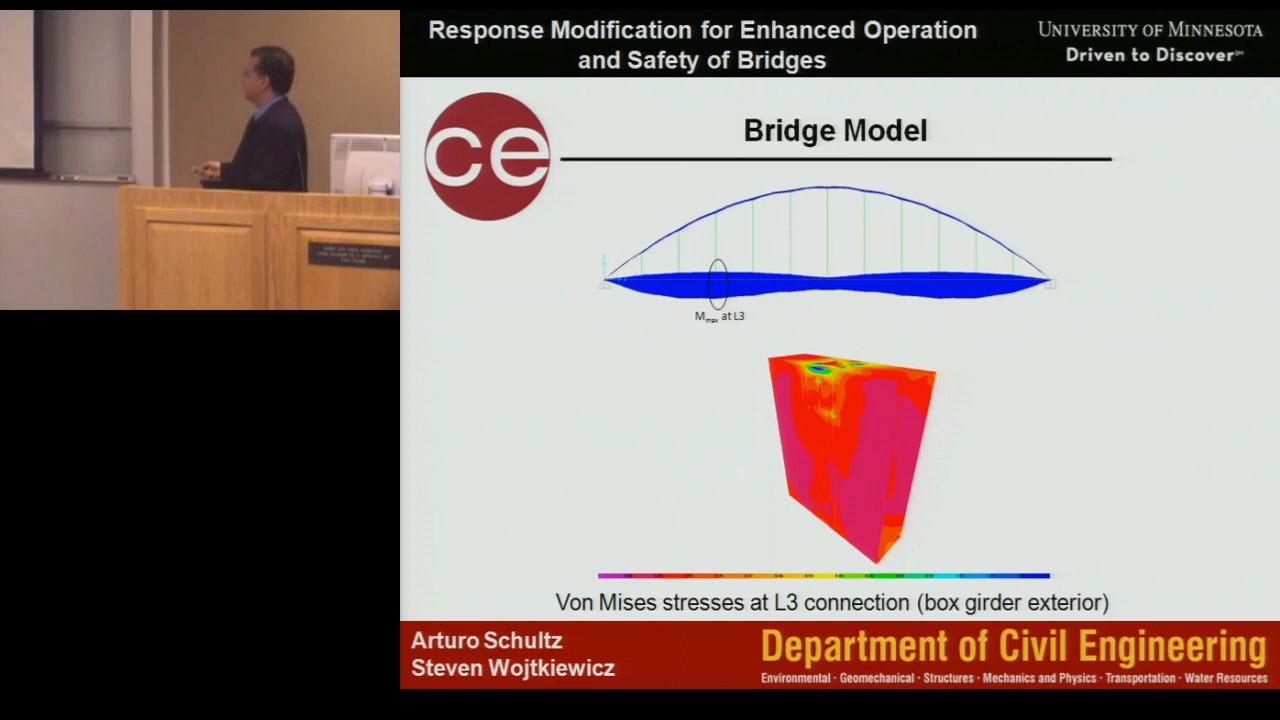 Response Modification for Enhanced Operation
and Safety of Bridges
UNIVERSITY OF MINNESOTA
Driven to Discover℠
ce
Bridge Model
Mmax at L3
Von Mises stresses at L3 connection (box girder exterior)
Arturo Schultz
Steven Wojtkiewicz
Department of Civil Engineering
Environmental · Geomechanical · Structures · Mechanics and Physics · Transportation · Water Resources